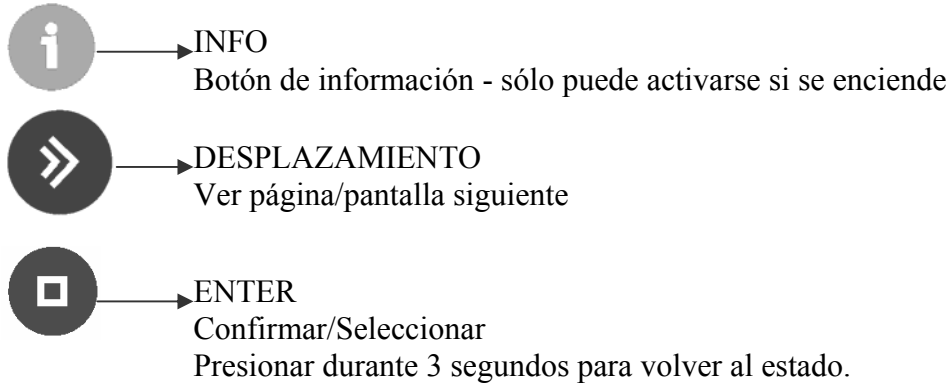 INFO
Botón de información - sólo puede activarse si se enciende
DESPLAZAMIENTO
Ver página/pantalla siguiente
ENTER
Confirmar/Seleccionar
Presionar durante 3 segundos para volver al estado.